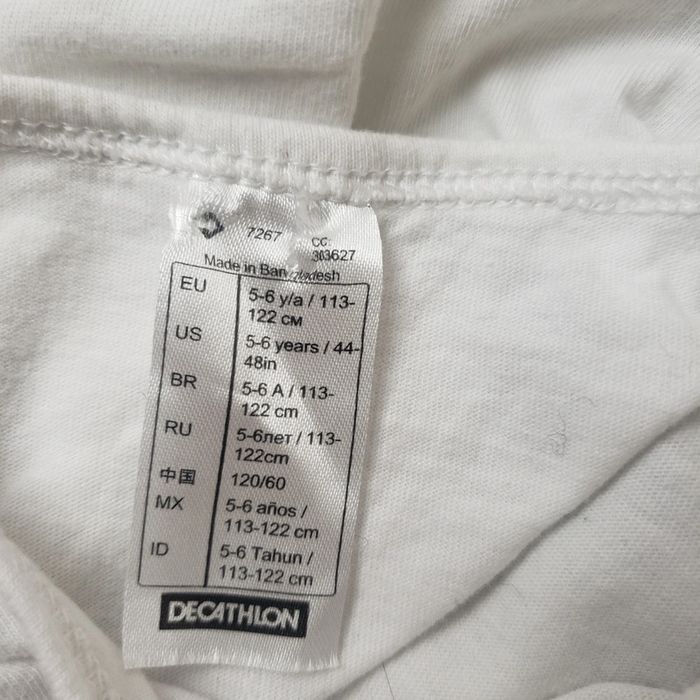 7267
CC:
303627
Made in Bangladesh
EU 5-6 y/a / 113-
122 см
US 5-6 years / 44-
48in
BR 5-6 A / 113-
122 cm
RU 5-6лет / 113-
122cm
中国 120/60
MX 5-6 años /
113-122 cm
ID 5-6 Tahun /
113-122 cm
DECATHLON